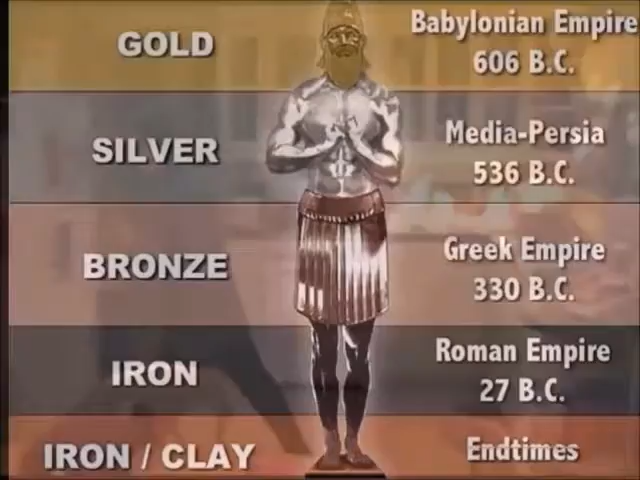 GOLD
Babylonian Empire
606 B.C.
SILVER
Media-Persia
536 B.C.
BRONZE
Greek Empire
330 B.C.
IRON
Roman Empire
27 B.C.
IRON / CLAY
Endtimes